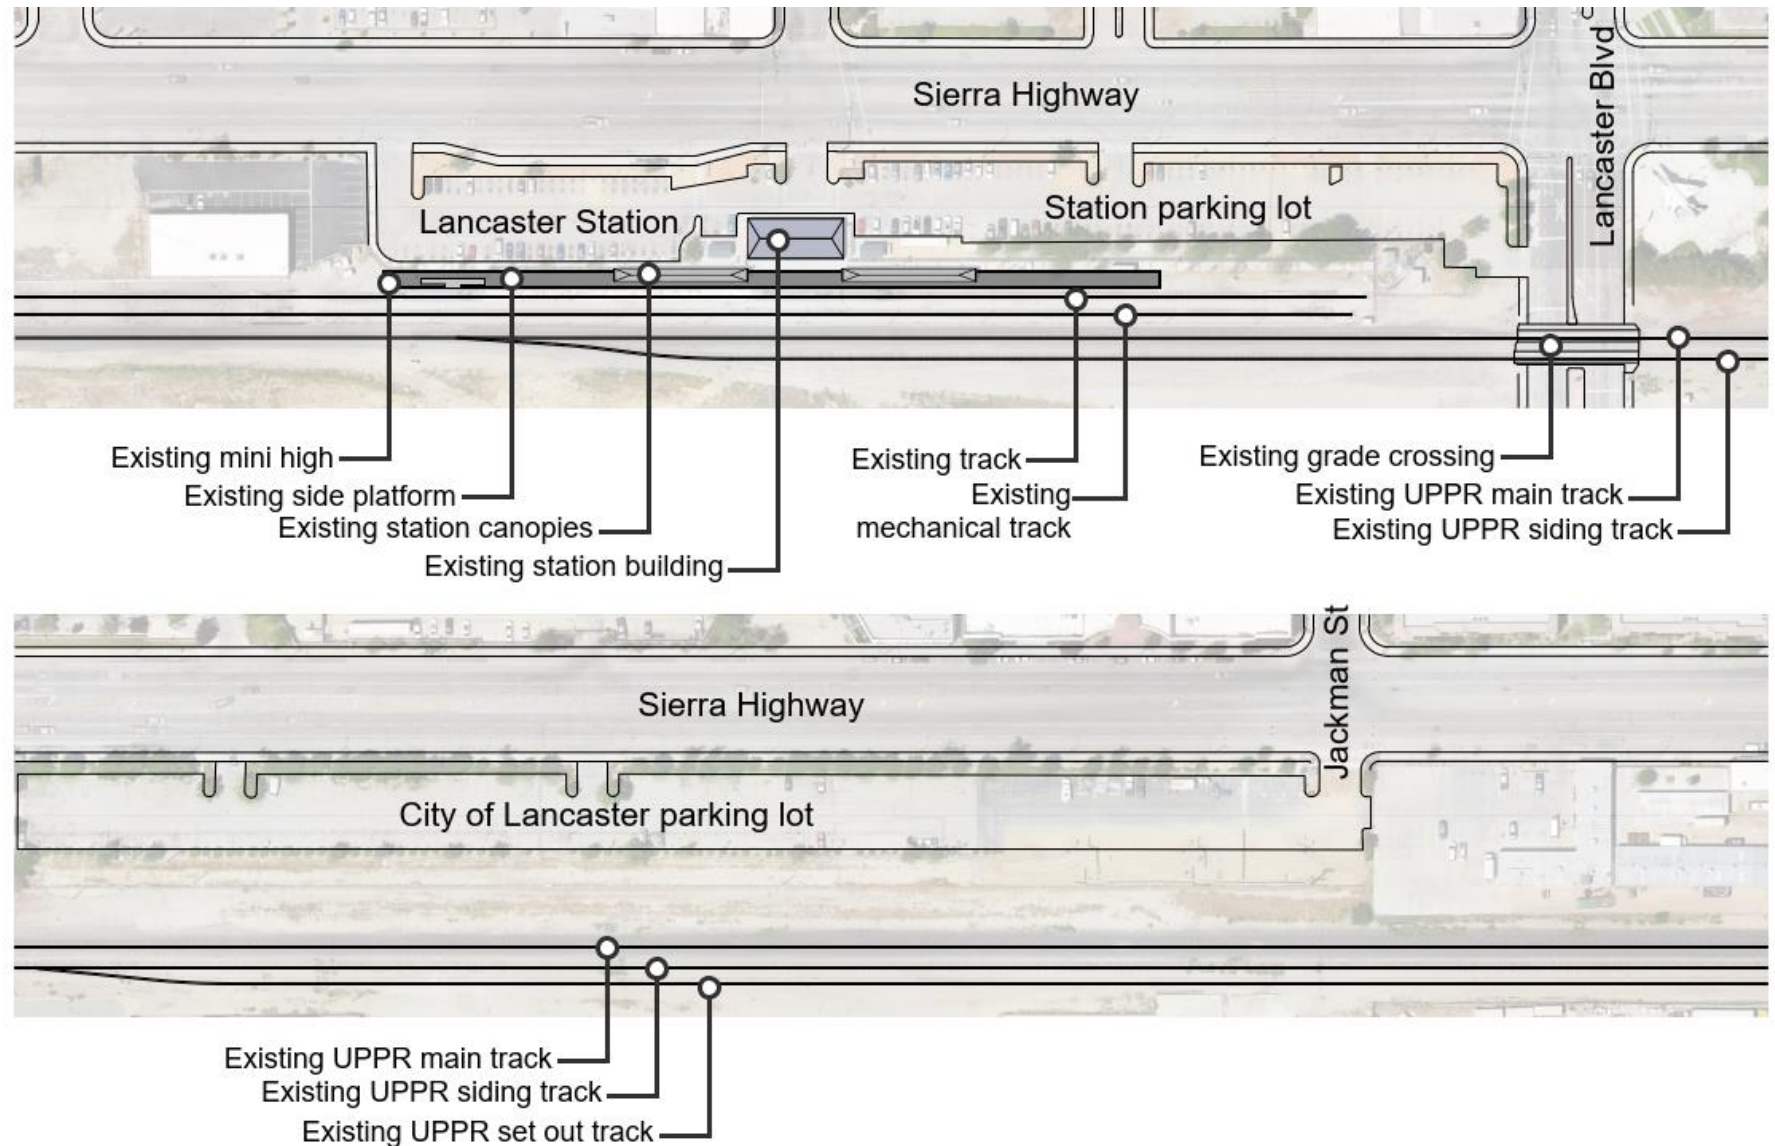 Sierra Highway
Lancaster Blvd
Lancaster Station
Station parking lot
Existing mini high
Existing side platform
Existing station canopies
Existing station building
Existing track
Existing
mechanical track
Existing grade crossing
Existing UPPR main track
Existing UPPR siding track
Jackman St
Sierra Highway
City of Lancaster parking lot
Existing UPPR main track
Existing UPPR siding track
Existing UPPR set out track